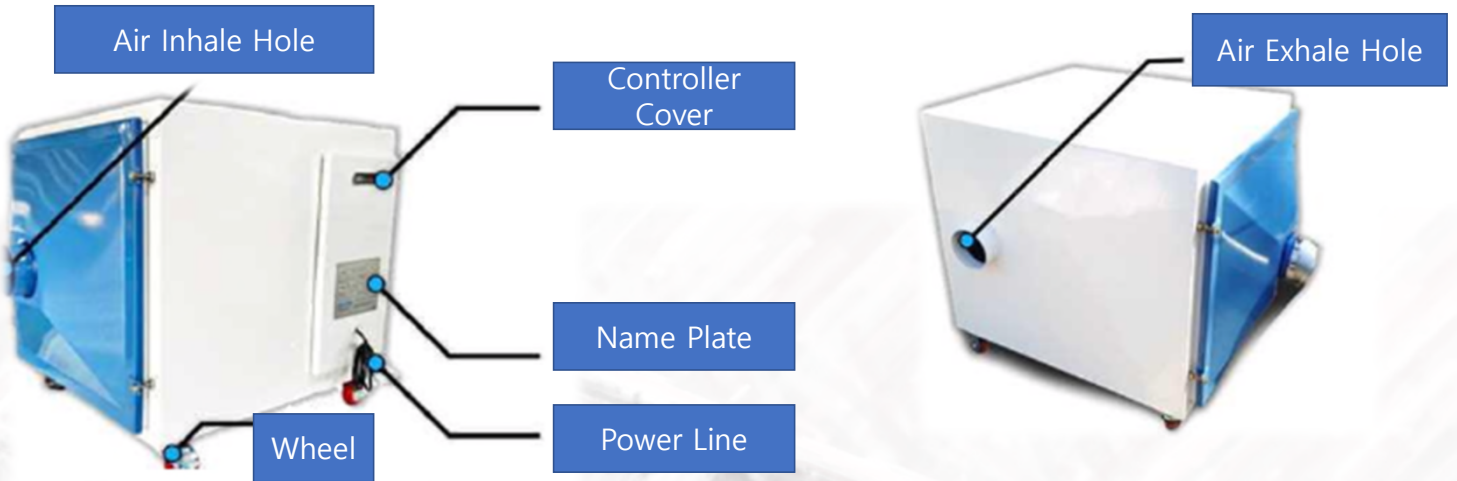 Air Inhale Hole
Controller
Cover
Name Plate
Power Line
Wheel
Air Exhale Hole